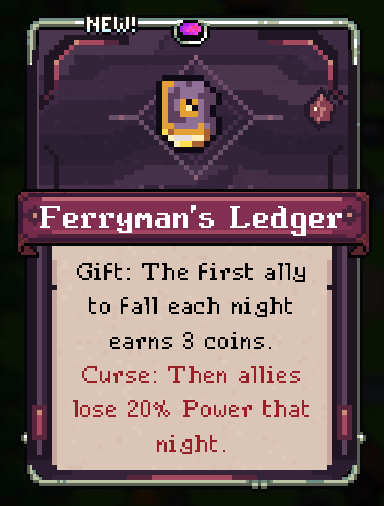 NEW!
Ferryman's Ledger
Gift: The first ally
to fall each night
earns 3 coins.
Curse: Then allies
lose 20% Power that
night.